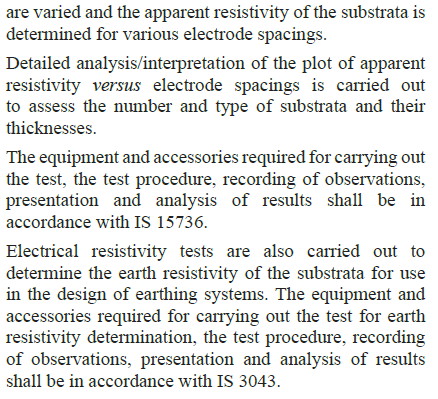 are varied and the apparent resistivity of the substrata is
determined for various electrode spacings.
Detailed analysis/interpretation of the plot of apparent
resistivity versus electrode spacings is carried out
to assess the number and type of substrata and their
thicknesses.
The equipment and accessories required for carrying out
the test, the test procedure, recording of observations,
presentation and analysis of results shall be in
accordance with IS 15736.
Electrical resistivity tests are also carried out to
determine the earth resistivity of the substrata for use
in the design of earthing systems. The equipment and
accessories required for carrying out the test for earth
resistivity determination, the test procedure, recording
of observations, presentation and analysis of results
shall be in accordance with IS 3043.